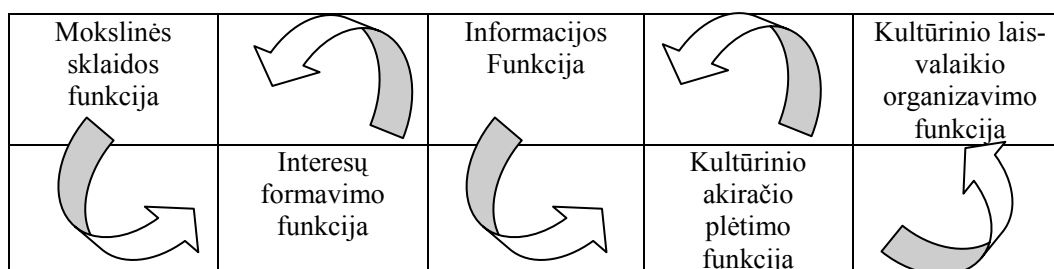 Mokslinės
sklaidos
funkcija
Informacijos
Funkcija
Kultūrinio lais-
valaikio
organizavimo
funkcija
Interesų
formavimo
funkcija
Kultūrinio
akiračio
plėtimo
funkcija